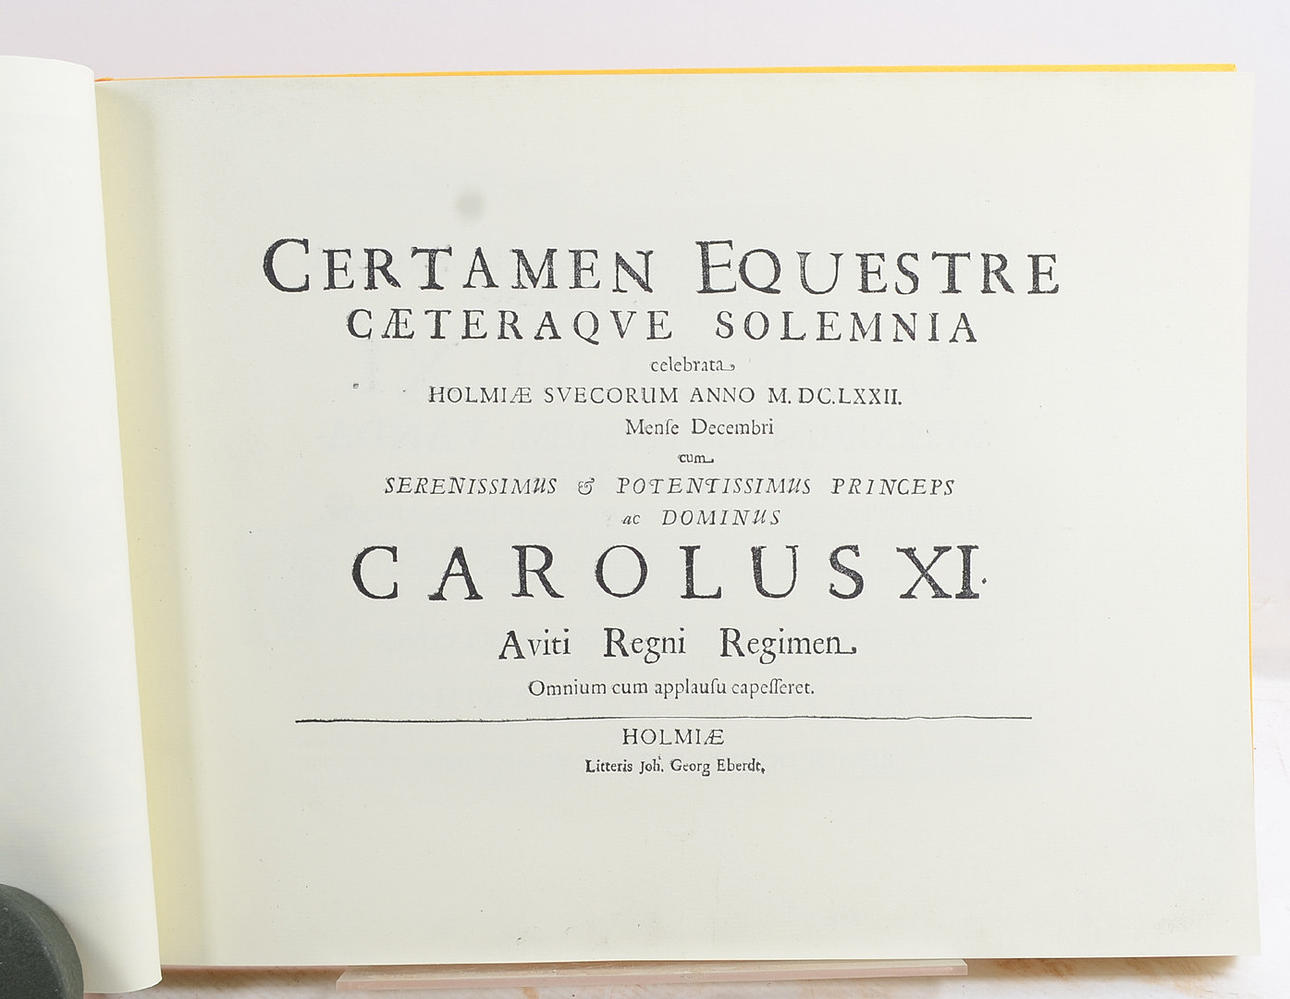 CERTAMEN EQUESTRE
CÆTERAQVE SOLEMNIA
celebrata
HOLMIÆ SVECORUM ANNO M. DC.LXXII.
Menſe Decembri
cum
SERENISSIMUS & POTENTISSIMUS PRINCEPS
ac DOMINUS
CAROLUS XI.
Aviti Regni Regimen
Omnium cum applauſu capeſſeret.
HOLMIÆ
Litteris Joh. Georg Eberdt,